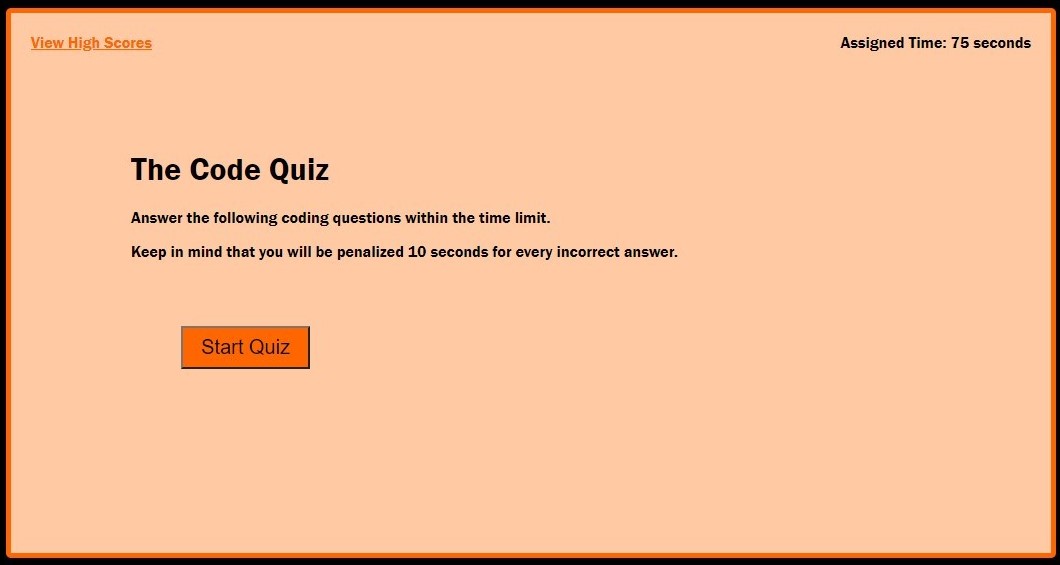 View High Scores
Assigned Time: 75 seconds
The Code Quiz
Answer the following coding questions within the time limit.
Keep in mind that you will be penalized 10 seconds for every incorrect answer.
Start Quiz